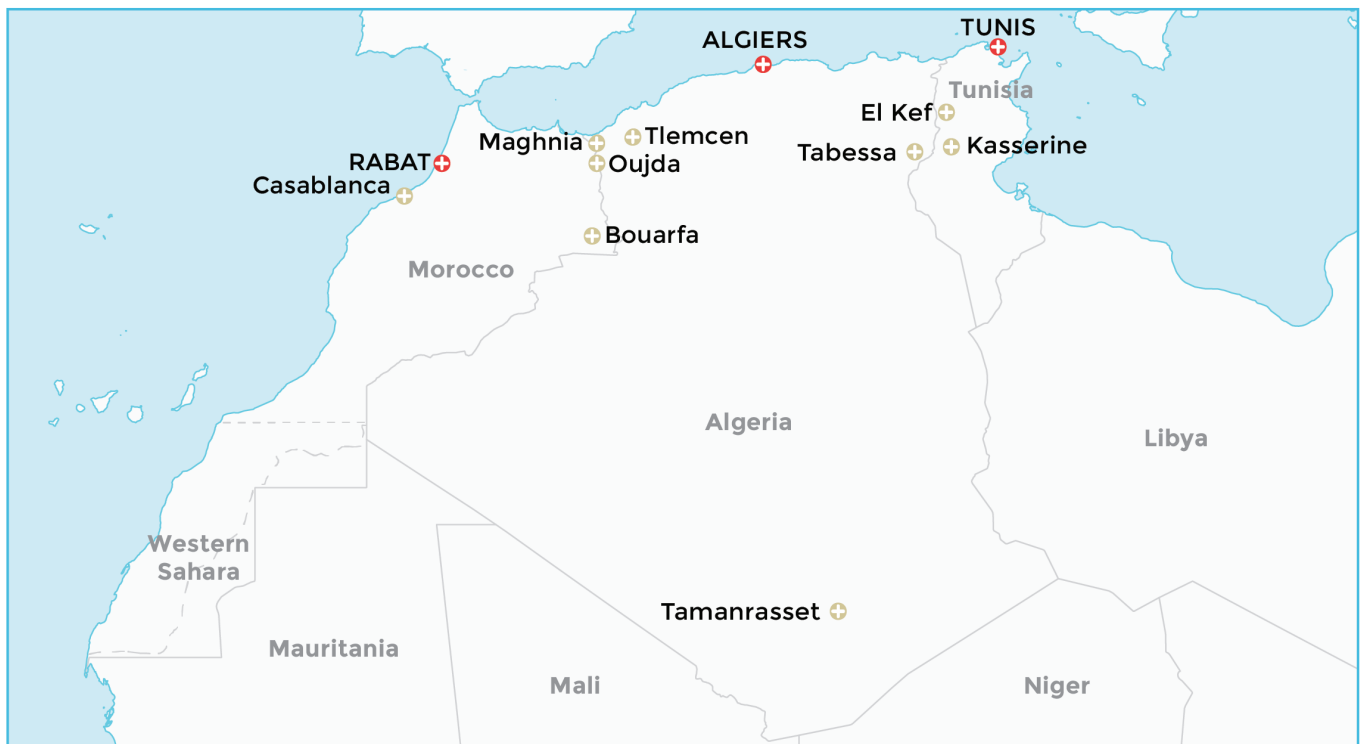 TUNIS
ALGIERS
Tunisia
El Kef
Maghnia
Tlemcen
Kasserine
Tabessa
RABAT
Oujda
Casablanca
Bouarfa
Morocco
Algeria
Libya
Western
Sahara
Tamanrasset
Mauritania
Mali
Niger